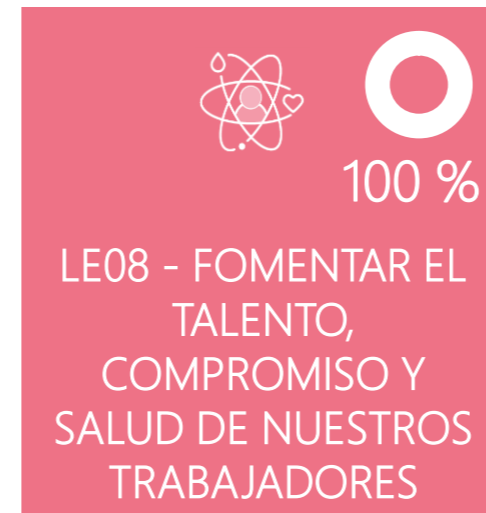 100 %
LE08 - FOMENTAR EL
TALENTO,
COMPROMISO Y
SALUD DE NUESTROS
TRABAJADORES